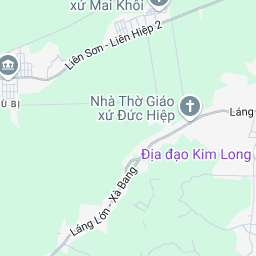 xứ Mai Khôi
Liên Sơn - Liên Hiệp 2
Nhà Thờ Giáo
xứ Đức Hiệp
Láng
Ù BỊ
Địa đạo Kim Long
Láng Lớn - Xà Bang